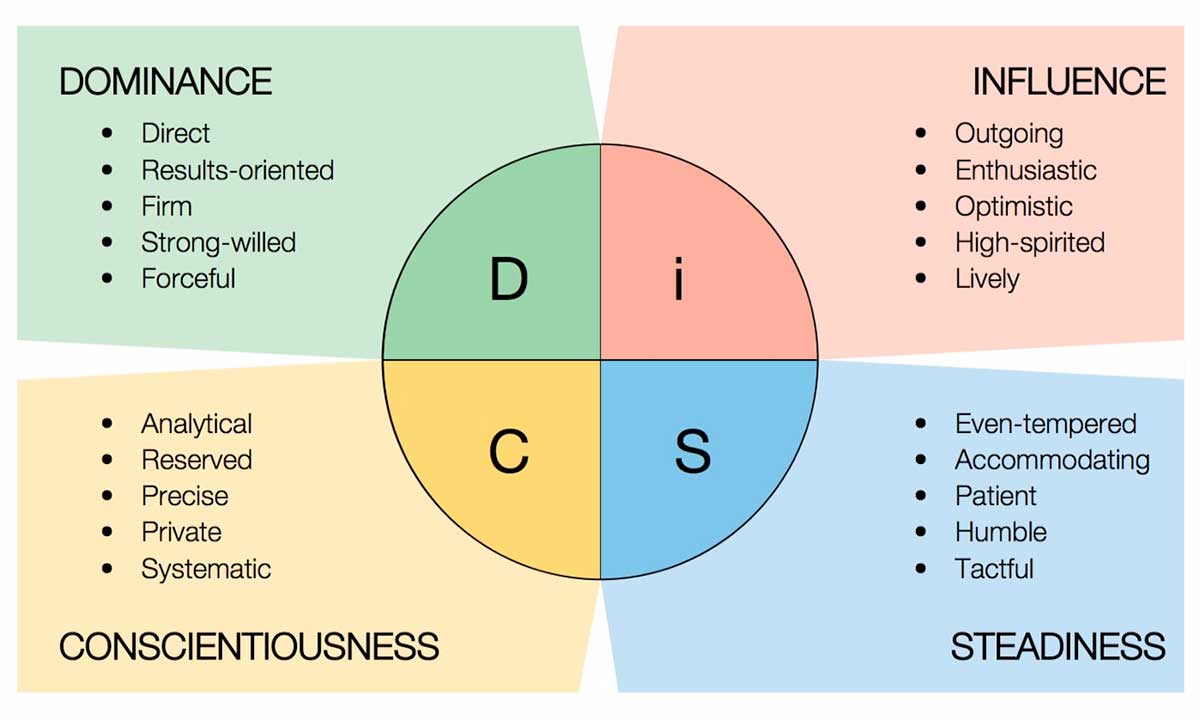 DOMINANCE
• Direct
• Results-oriented
• Firm
• Strong-willed
• Forceful
INFLUENCE
• Outgoing
• Enthusiastic
• Optimistic
• High-spirited
• Lively
D
i
C
S
• Analytical
• Reserved
• Precise
• Private
• Systematic
CONSCIENTIOUSNESS
• Even-tempered
• Accommodating
• Patient
• Humble
• Tactful
STEADINESS